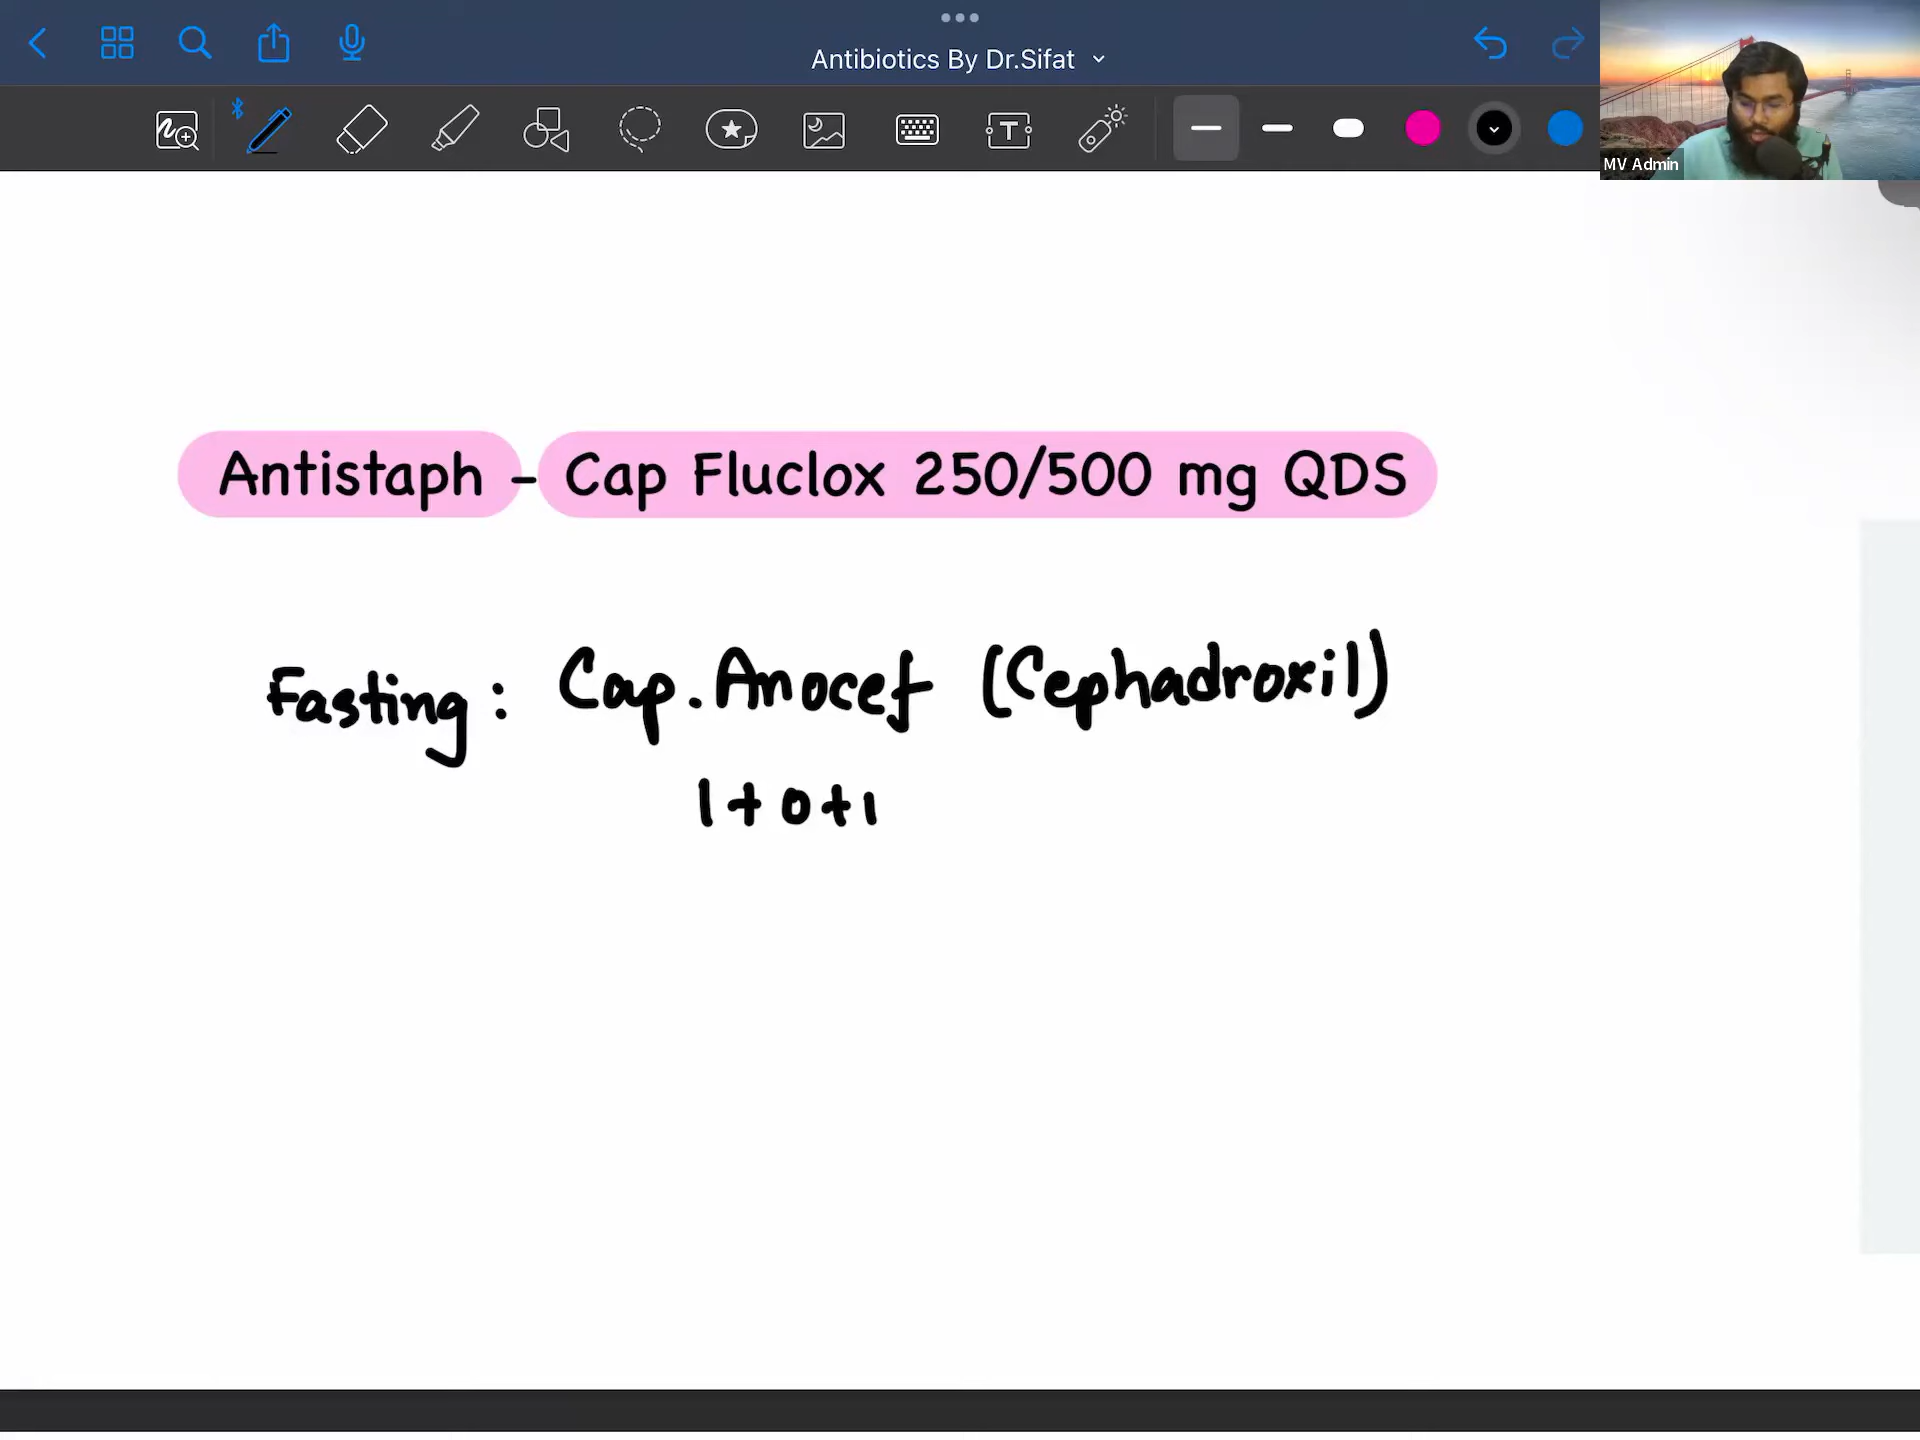 Antibiotics By Dr.Sifat
MV Admin
Antistaph - Cap Fluclox 250/500 mg QDS
Fasting: Cap. Anocef (Cephadroxil)
1+0+1